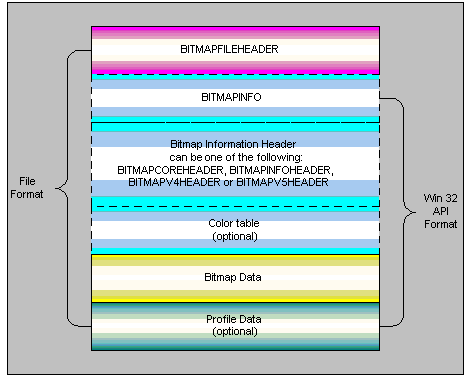 BITMAPFILEHEADER
BITMAPINFO
Bitmap Information Header
can be one of the following:
BITMAPCOREHEADER, BITMAPINFOHEADER,
BITMAPV4HEADER or BITMAPV5HEADER
File
Format
Win 32
API
Format
Color table
(optional)
Bitmap Data
Profile Data
(optional)